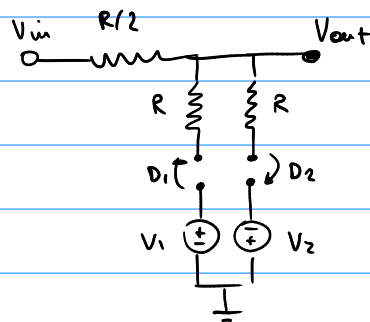 Vin R/2 Vout
R R
D1 D2
V1 + - - + V2